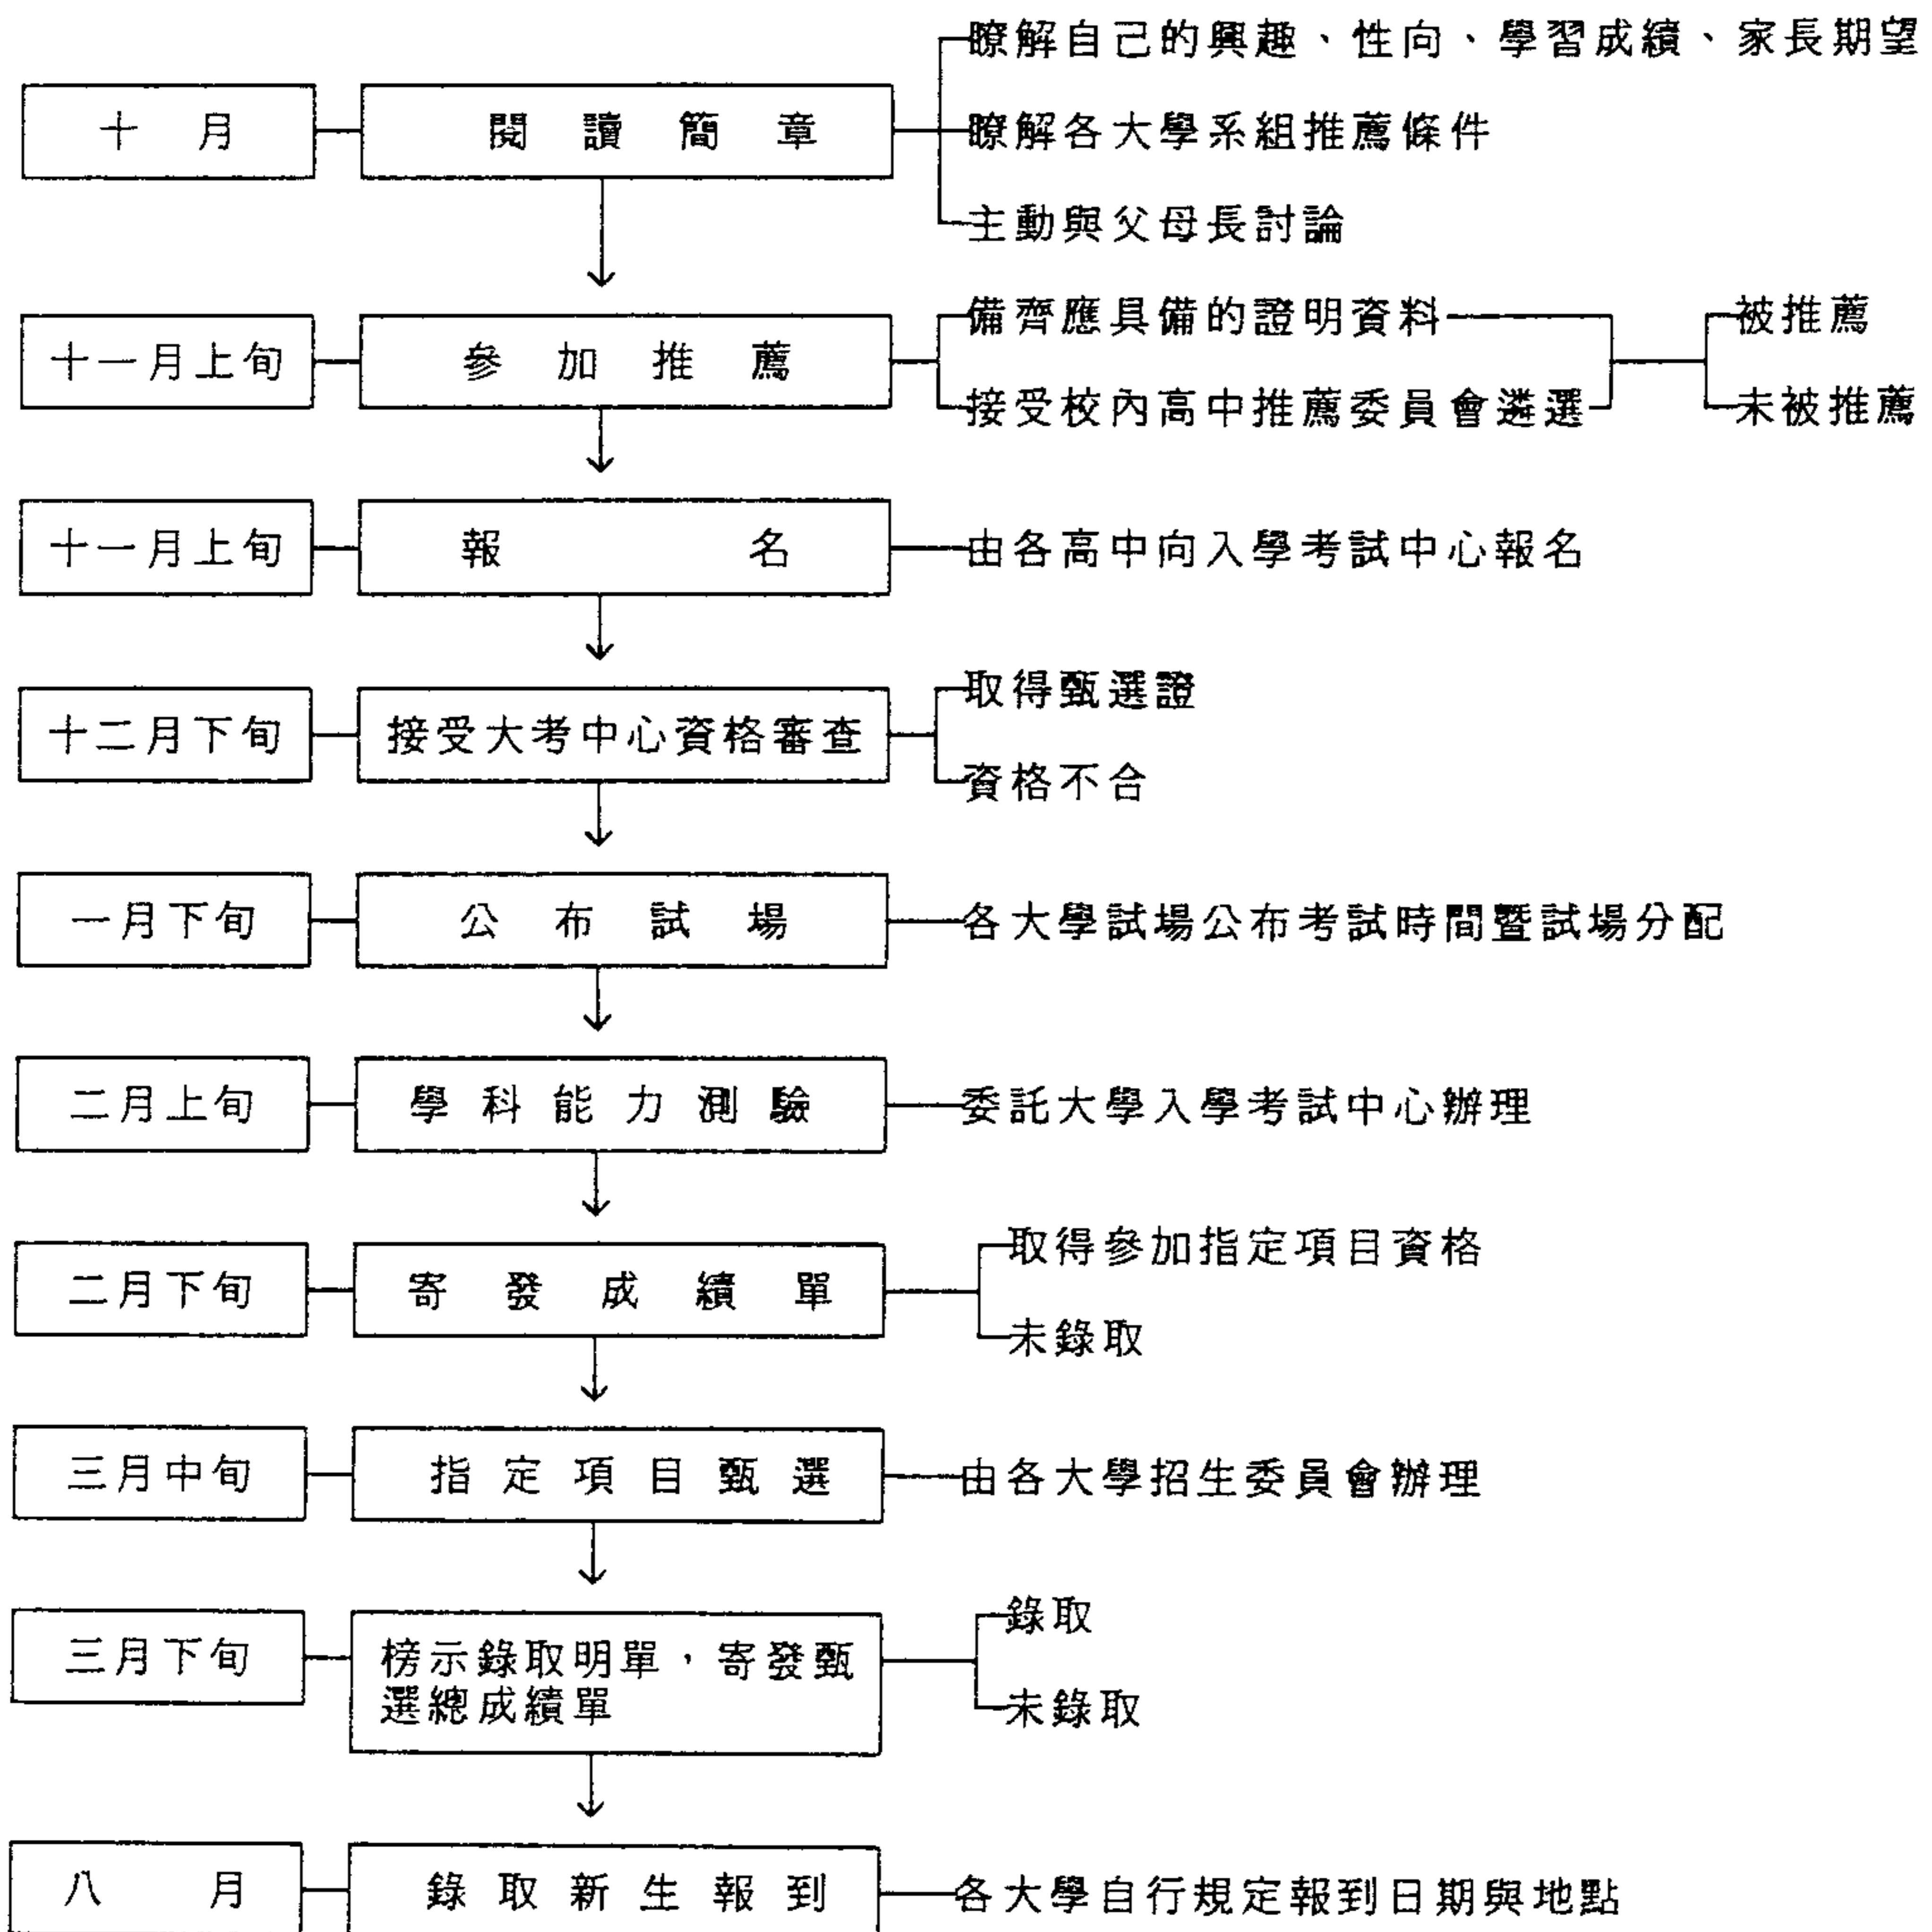 瞭解自己的興趣、性向、學習成績、家長期望
十月 閱讀簡章 瞭解各大學系組推薦條件
主動與父母長討論
備齊應具備的證明資料 被推薦
十一月上旬 參加推薦
接受校內高中推薦委員會遴選 未被推薦
十一月上旬 報名 由各高中向入學考試中心報名
取得甄選證
十二月下旬 接受大考中心資格審查
資格不合
一月下旬 公布試場 各大學試場公布考試時間暨試場分配
二月上旬 學科能力測驗 委託大學入學考試中心辦理
取得參加指定項目資格
二月下旬 寄發成績單
未錄取
三月中旬 指定項目甄選 由各大學招生委員會辦理
錄取
三月下旬 榜示錄取明單，寄發甄
選總成績單
未錄取
八月 錄取新生報到 各大學自行規定報到日期與地點